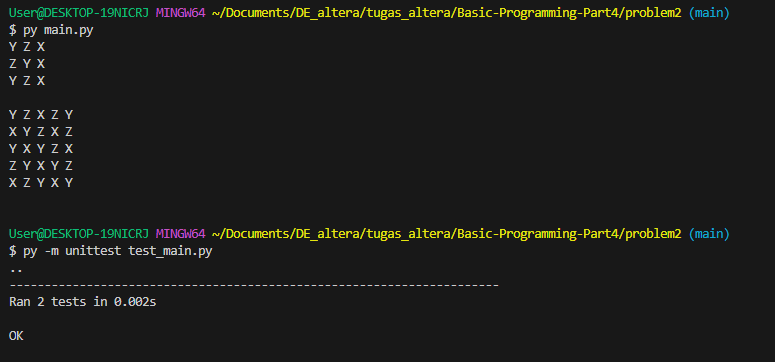 User@DESKTOP-19NICRJ MINGW64 ~/Documents/DE_altera/tugas_altera/Basic-Programming-Part4/problem2 (main)
$ py main.py
Y Z X
Z Y X
Y Z X
Y Z X Z Y
X Y Z X Z
Y X Y Z X
Z Y X Y Z
X Z Y X Y
User@DESKTOP-19NICRJ MINGW64 ~/Documents/DE_altera/tugas_altera/Basic-Programming-Part4/problem2 (main)
$ py -m unittest test_main.py
..
----------------------------------------------------------------------
Ran 2 tests in 0.002s
OK